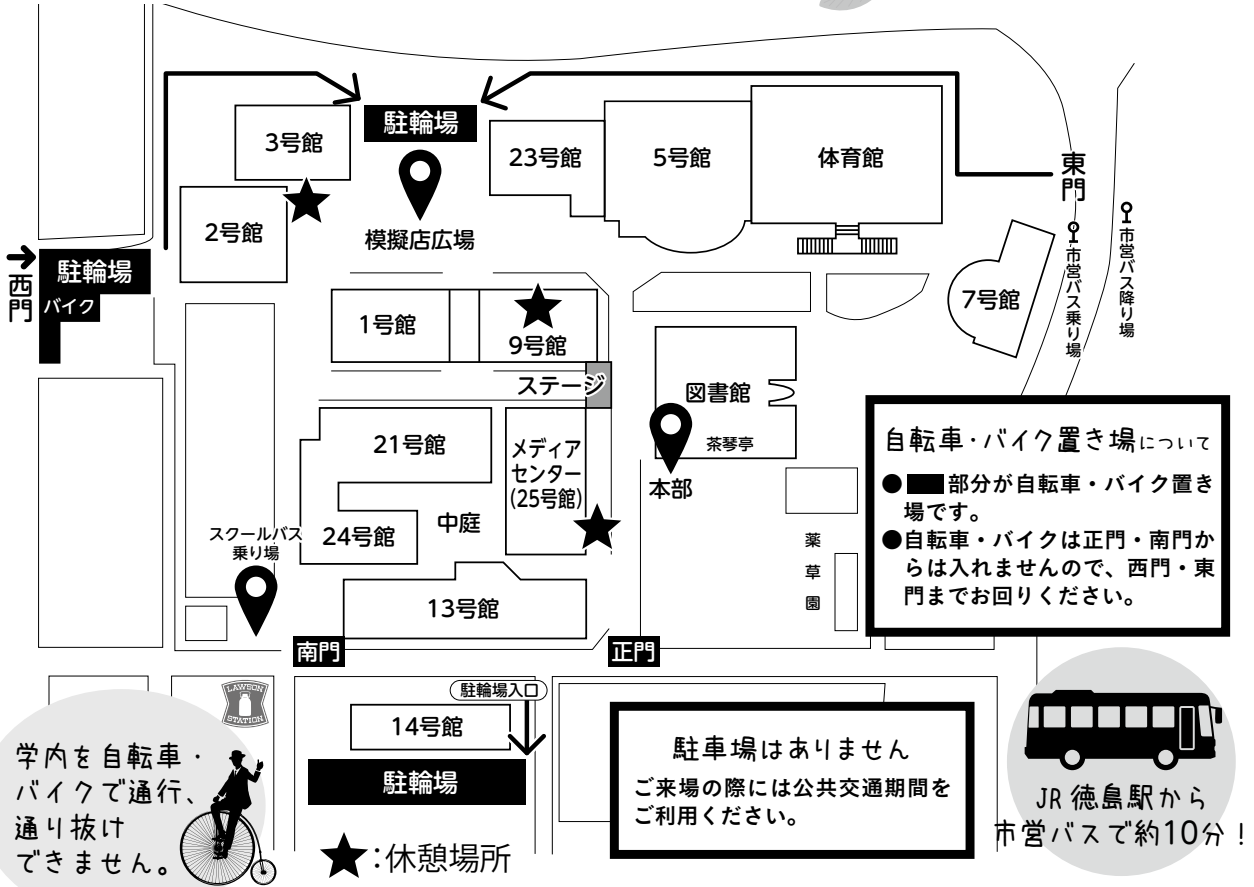 駐輪場
3号館
23号館
5号館
体育館
東門
2号館
模擬店広場
市営バス乗り場
市営バス降り場
西門
駐輪場
バイク
7号館
1号館
9号館
ステージ
図書館
茶琴亭
本部
21号館
メディア
センター
(25号館)
中庭
24号館
スクールバス
乗り場
13号館
薬草園
自転車・バイク置き場について
●■部分が自転車・バイク置き
場です。
●自転車・バイクは正門・南門か
らは入れませんので、西門・東
門までお回りください。
南門
正門
LAWSON
STATION
駐輪場入口
14号館
駐輪場
駐車場はありません
ご来場の際には公共交通期間を
ご利用ください。
学内を自転車・
バイクで通行、
通り抜け
できません。
★:休憩場所
JR 徳島駅から
市営バスで約10分!